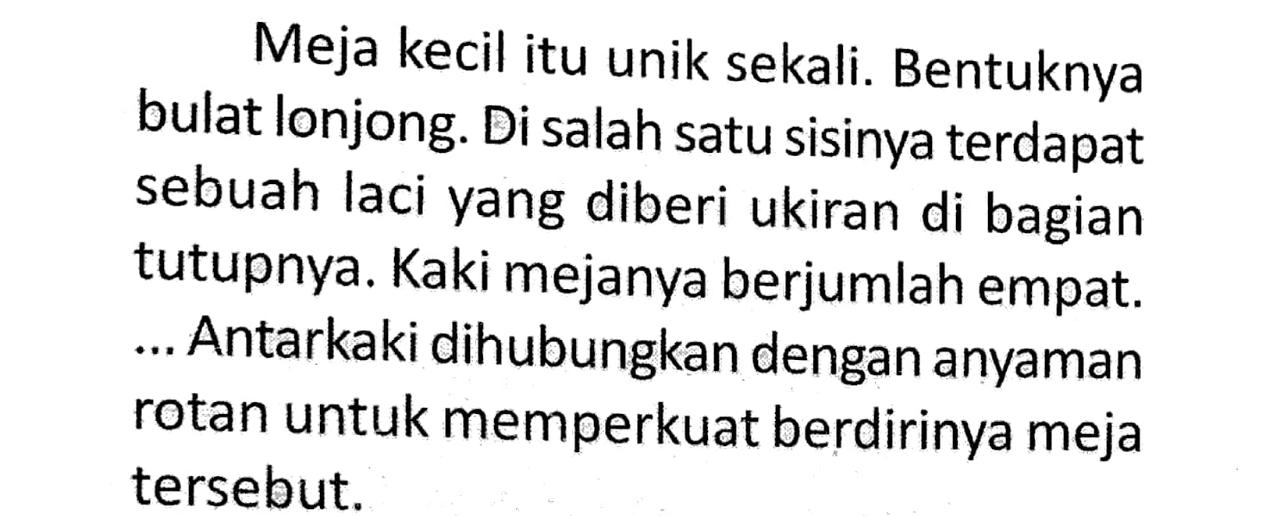 Meja kecil itu unik sekali. Bentuknya
bulat lonjong. Di salah satu sisinya terdapat
sebuah laci yang diberi ukiran di bagian
tutupnya. Kaki mejanya berjumlah empat.
... Antarkaki dihubungkan dengan anyaman
rotan untuk memperkuat berdirinya meja
tersebut.